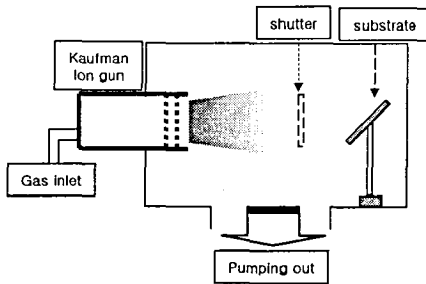 shutter
substrate
Kaufman
Ion gun
Gas inlet
Pumping out